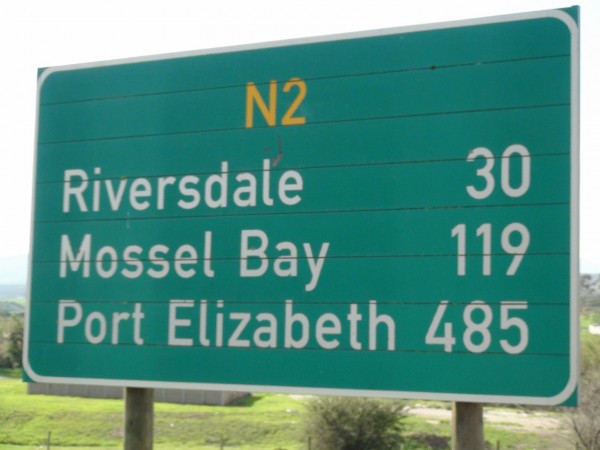 N2
Riversdale 30
Mossel Bay 119
Port Elizabeth 485